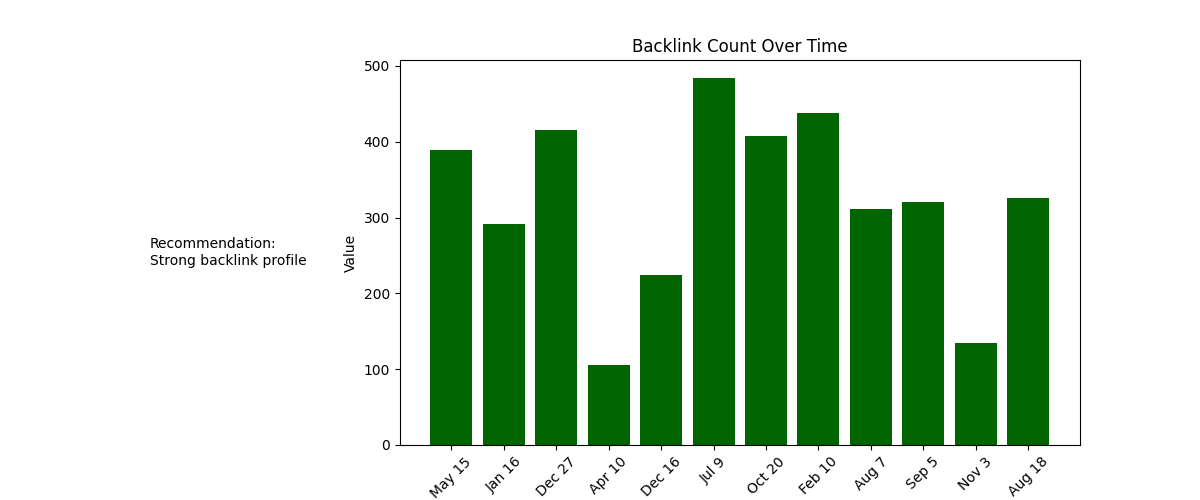 Backlink Count Over Time
Recommendation:
Strong backlink profile
Value
500
400
300
200
100
0
May 15
Jan 16
Dec 27
Apr 10
Dec 16
Jul 9
Oct 20
Feb 10
Aug 7
Sep 5
Nov 3
Aug 18